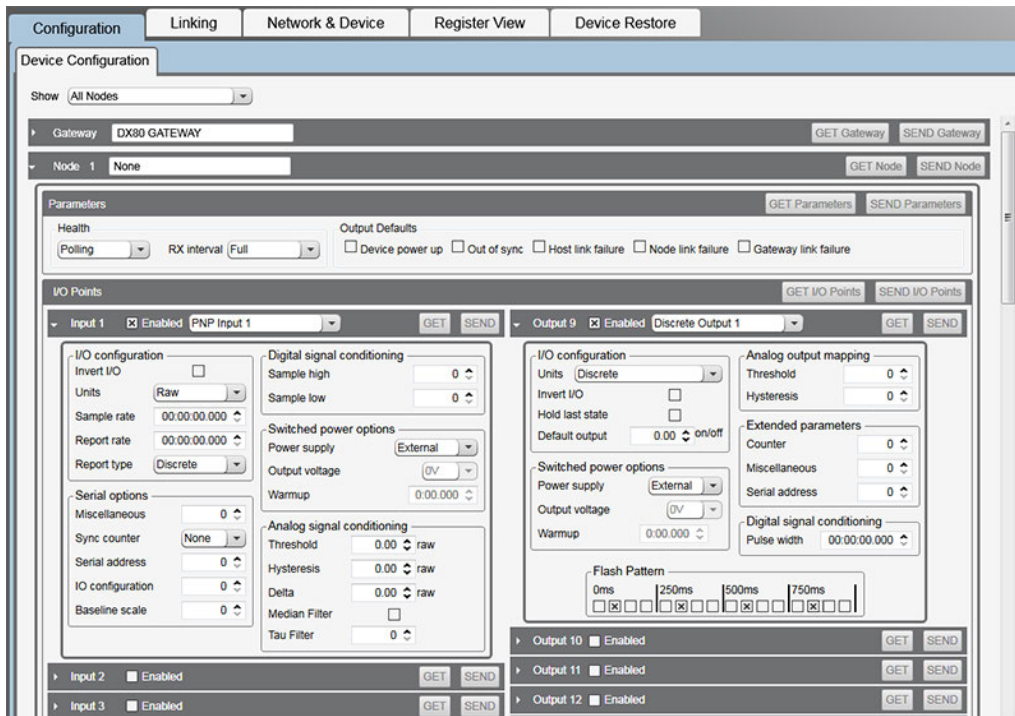 Configuration
Linking
Network & Device
Register View
Device Restore
Device Configuration
Show All Nodes
Gateway DX80 GATEWAY GET Gateway SEND Gateway
Node 1 None GET Node SEND Node
Parameters GET Parameters SEND Parameters
Health
Polling RX interval Full
Output Defaults
Device power up Out of sync Host link failure Node link failure Gateway link failure
I/O Points GET I/O Points SEND I/O Points
Input 1 Enabled PNP Input 1 GET SEND
I/O configuration
Invert I/O
Units Raw
Sample rate 00:00:00.000
Report rate 00:00:00.000
Report type Discrete
Serial options
Miscellaneous 0
Sync counter None
Serial address 0
IO configuration 0
Baseline scale 0
Digital signal conditioning
Sample high 0
Sample low 0
Switched power options
Power supply External
Output voltage 0V
Warmup 0:00.000
Analog signal conditioning
Threshold 0.00 raw
Hysteresis 0.00 raw
Delta 0.00 raw
Median Filter
Tau Filter 0
Input 2 Enabled GET SEND
Input 3 Enabled GET SEND
Output 9 Enabled Discrete Output 1 GET SEND
I/O configuration
Units Discrete
Invert I/O
Hold last state
Default output 0.00 on/off
Switched power options
Power supply External
Output voltage 0V
Warmup 0:00.000
Analog output mapping
Threshold 0
Hysteresis 0
Extended parameters
Counter 0
Miscellaneous 0
Serial address 0
Digital signal conditioning
Pulse width 00:00:00.000
Flash Pattern
0ms 250ms 500ms 750ms
Output 10 Enabled GET SEND
Output 11 Enabled GET SEND
Output 12 Enabled GET SEND